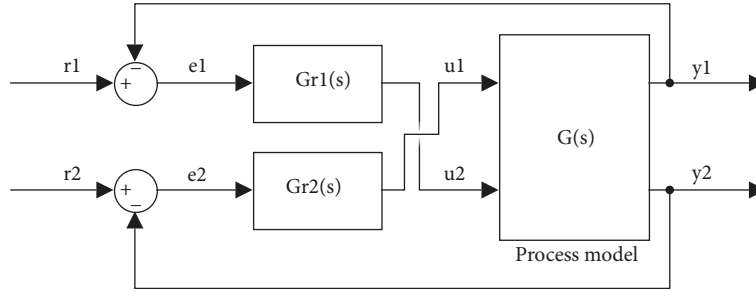 r1
+
−
e1
Gr1(s)
u1
G(s)
y1
r2
+
−
e2
Gr2(s)
u2
y2
Process model